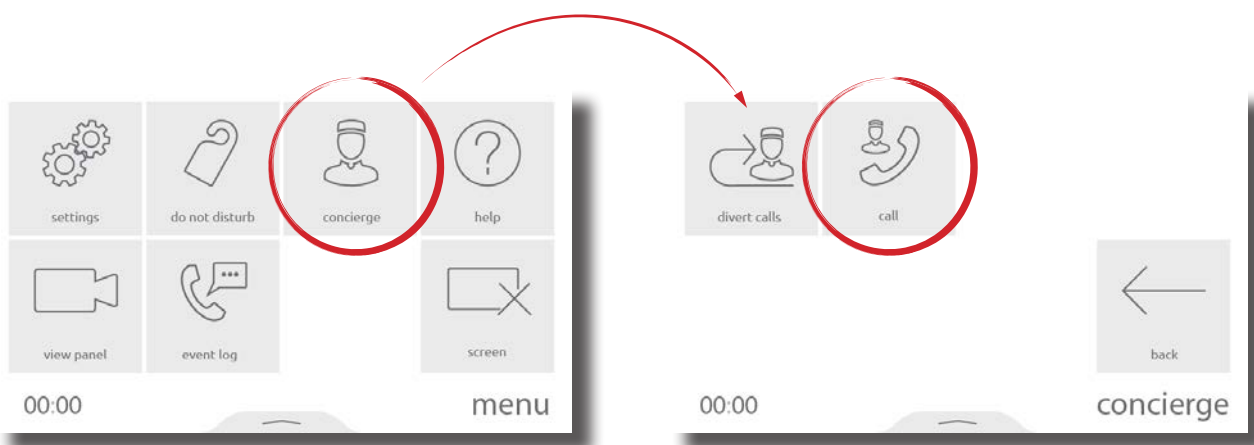 settings
do not disturb
concierge
help
view panel
event log
screen
00:00
menu
divert calls
call
back
00:00
concierge